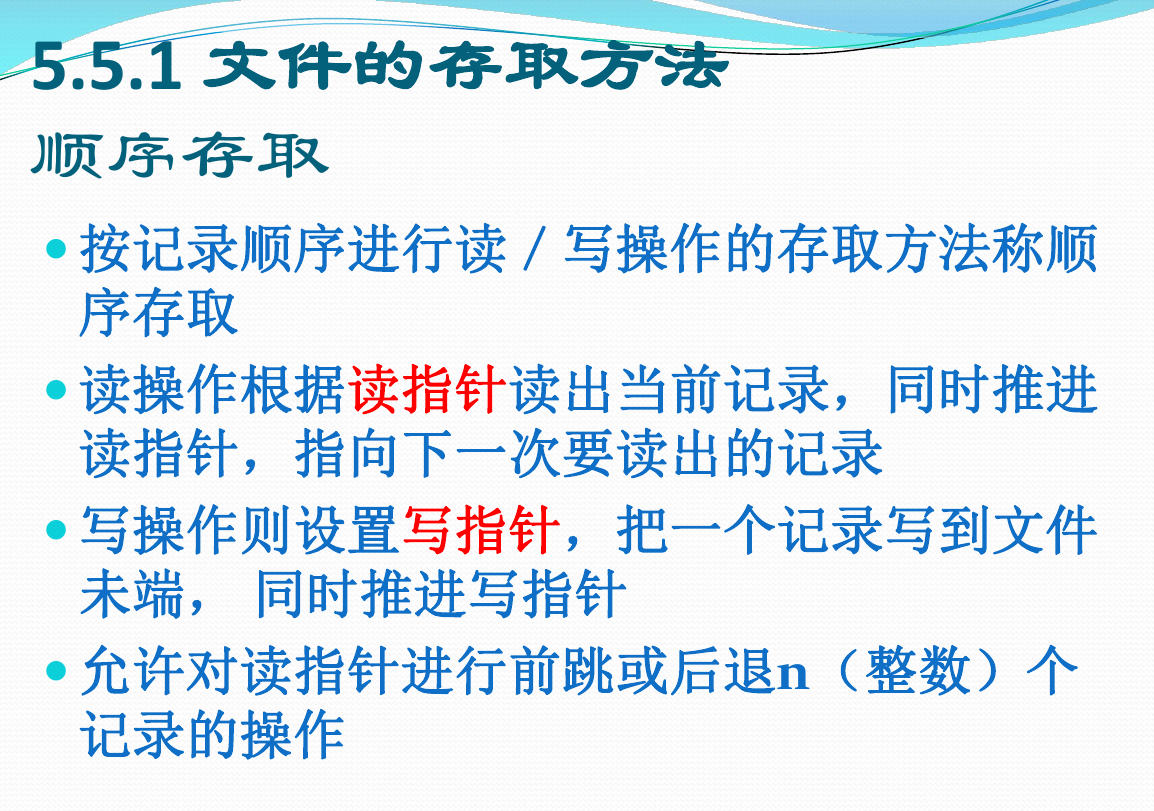 5.5.1 文件的存取方法
顺序存取
按记录顺序进行读／写操作的存取方法称顺
序存取
读操作根据读指针读出当前记录，同时推进
读指针，指向下一次要读出的记录
写操作则设置写指针，把一个记录写到文件
未端， 同时推进写指针
允许对读指针进行前跳或后退n（整数）个
记录的操作